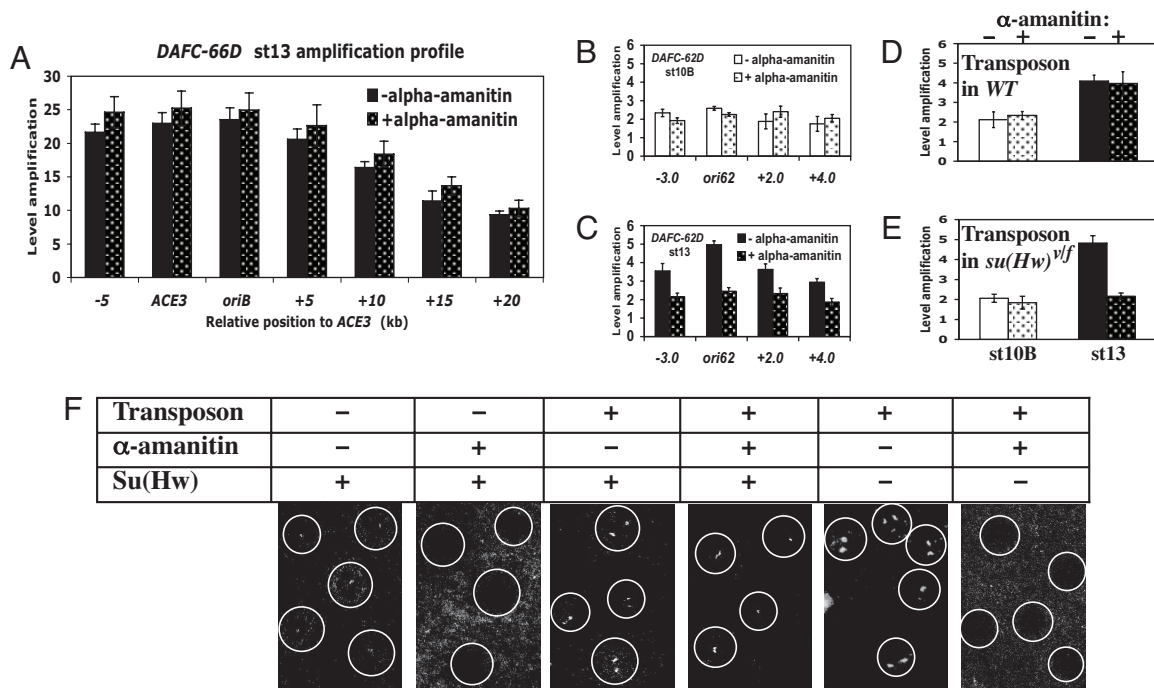 A
DAFC-66D st13 amplification profile
Level amplification
30
25
20
15
10
5
0
-alpha-amanitin
+alpha-amanitin
-5 ACE3 oriB +5 +10 +15 +20
Relative position to ACE3 (kb)
B
Level amplification
6
5
4
3
2
1
0
DAFC-62D
st10B
- alpha-amanitin
+ alpha-amanitin
-3.0 ori62 +2.0 +4.0
C
Level amplification
6
5
4
3
2
1
0
DAFC-62D
st13
- alpha-amanitin
+ alpha-amanitin
-3.0 ori62 +2.0 +4.0
α-amanitin:
− + − +
D
Level amplification
6
5
4
3
2
1
0
Transposon
in WT
E
Level amplification
6
5
4
3
2
1
0
Transposon
in su(Hw)v/f
st10B st13
F
Transposon − − + + + +
α-amanitin − + − + − +
Su(Hw) + + + + − −